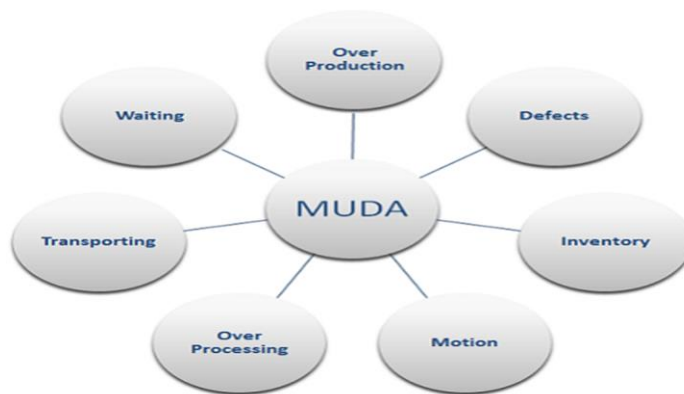 Over
Production
Waiting
Defects
MUDA
Transporting
Inventory
Over
Processing
Motion